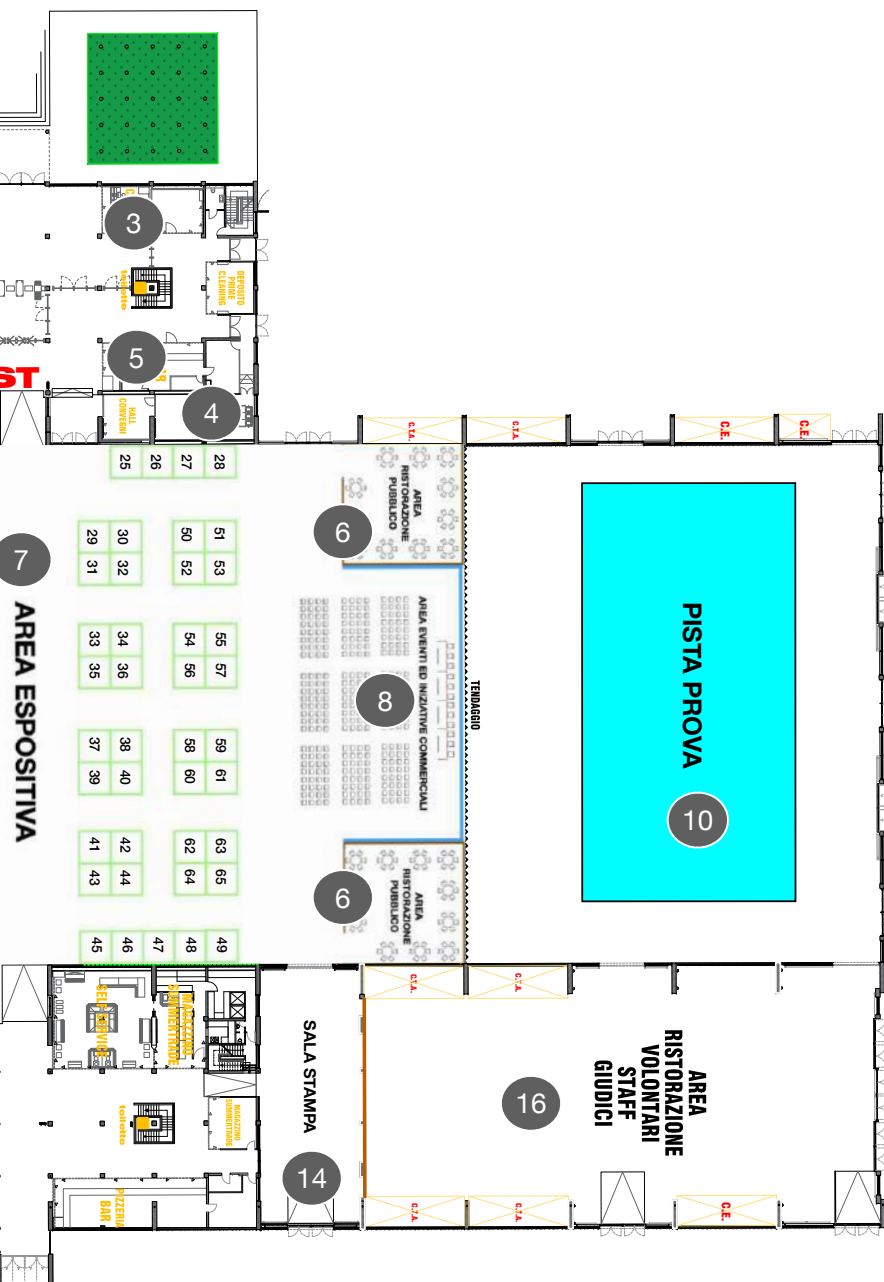 3
toilette
DEPOSITO
PRIME
CLEANING
5
ST
4
HALL
CONVEGNI
C.T.A.
C.T.A.
C.E.
C.E.
25
26
27
28
29
30
31
32
50
51
52
53
33
34
35
36
54
55
56
57
37
38
39
40
58
59
60
61
41
42
43
44
62
63
64
65
45
46
47
48
49
7
AREA ESPOSITIVA
6
AREA
RISTORAZIONE
PUBBLICO
AREA EVENTI ED INIZIATIVE COMMERCIALI
8
TENDAGGIO
6
AREA
RISTORAZIONE
PUBBLICO
PISTA PROVA
10
SELF SERVICE
MAGAZZINO
SUMMERTRADE
toilette
MAGAZZINO
SUMMERTRADE
PIZZERIA
BAR
SALA STAMPA
14
C.T.A.
C.T.A.
AREA
RISTORAZIONE
VOLONTARI
STAFF
GIUDICI
16
C.T.A.
C.T.A.
C.E.